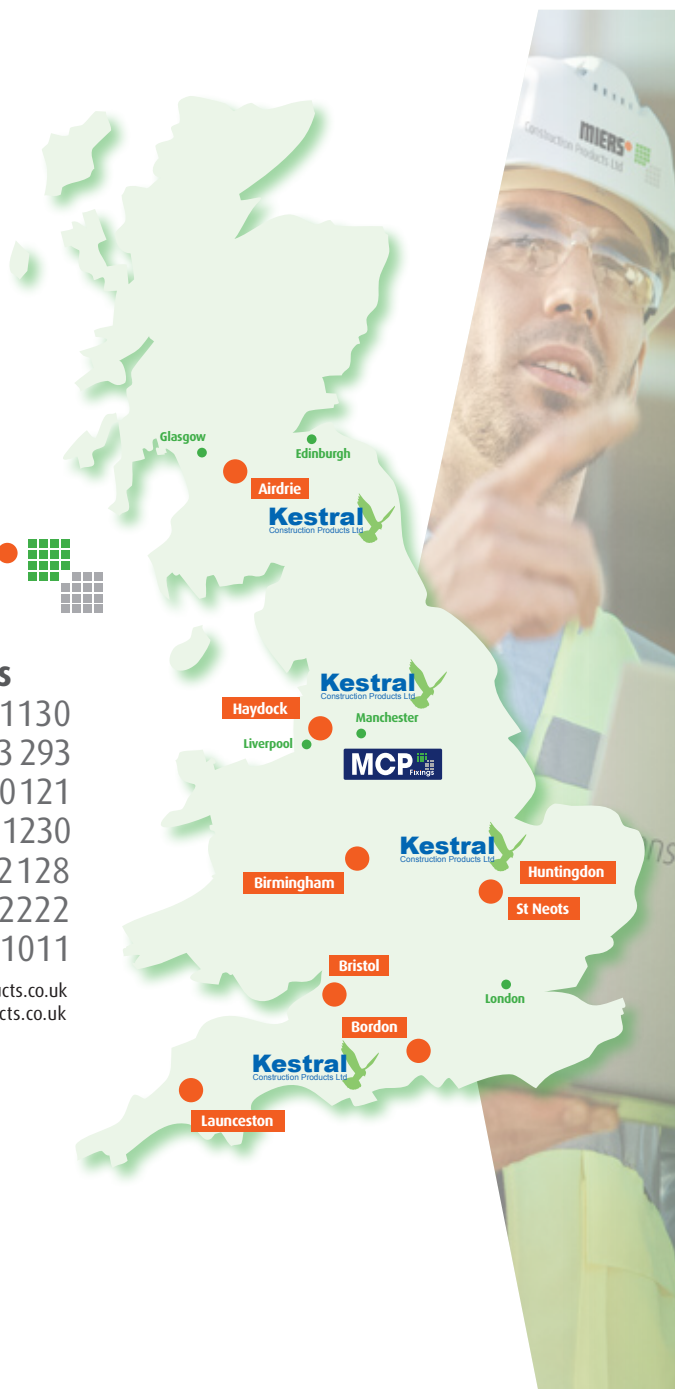 MIERS
Construction Products Ltd
Glasgow
Edinburgh
Airdrie
Kestral
Construction Products Ltd
s
1130
3 293
0121
1230
2128
2222
1011
cts.co.uk
cts.co.uk
Kestral
Construction Products Ltd
Haydock
Manchester
Liverpool
MCP
Fixings
Kestral
Construction Products Ltd
Huntingdon
Birmingham
St Neots
Bristol
London
Bordon
Kestral
Construction Products Ltd
Launceston
ns